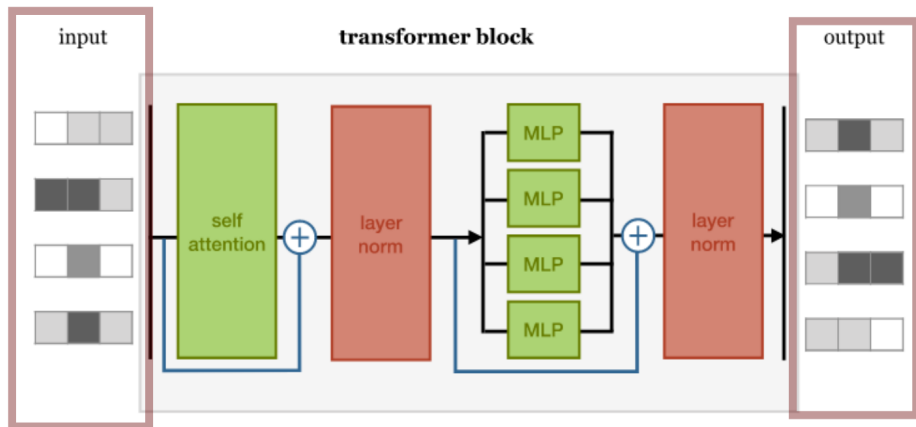 input
transformer block
output
self
attention
layer
norm
MLP
MLP
MLP
MLP
layer
norm